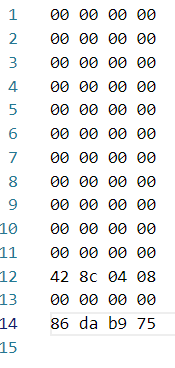 1 00 00 00 00
2 00 00 00 00
3 00 00 00 00
4 00 00 00 00
5 00 00 00 00
6 00 00 00 00
7 00 00 00 00
8 00 00 00 00
9 00 00 00 00
10 00 00 00 00
11 00 00 00 00
12 42 8c 04 08
13 00 00 00 00
14 86 da b9 75
15